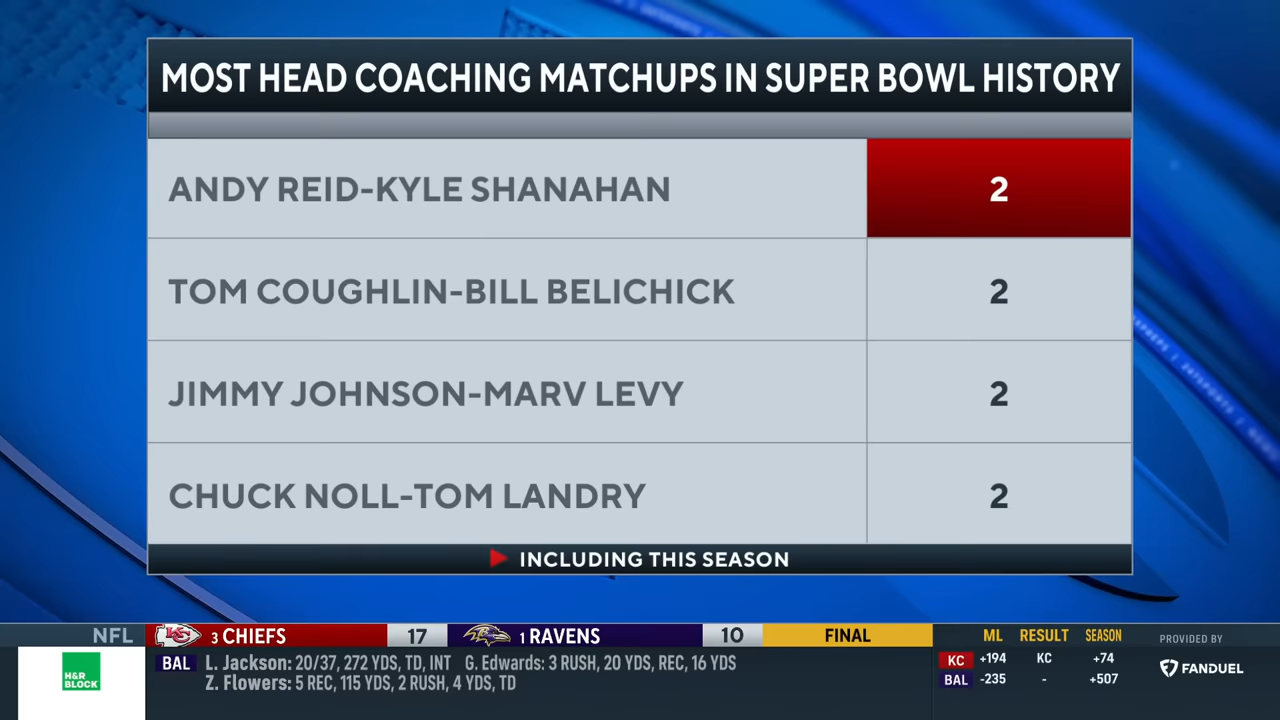 MOST HEAD COACHING MATCHUPS IN SUPER BOWL HISTORY
ANDY REID-KYLE SHANAHAN 2
TOM COUGHLIN-BILL BELICHICK 2
JIMMY JOHNSON-MARV LEVY 2
CHUCK NOLL-TOM LANDRY 2
INCLUDING THIS SEASON
NFL 3 CHIEFS 17 1 RAVENS 10 FINAL
BAL L. Jackson: 20/37, 272 YDS, TD, INT G. Edwards: 3 RUSH, 20 YDS, REC, 16 YDS
Z. Flowers: 5 REC, 115 YDS, 2 RUSH, 4 YDS, TD
H&R
BLOCK
ML RESULT SEASON
KC +194 KC +74
BAL -235 - +507
PROVIDED BY
FANDUEL